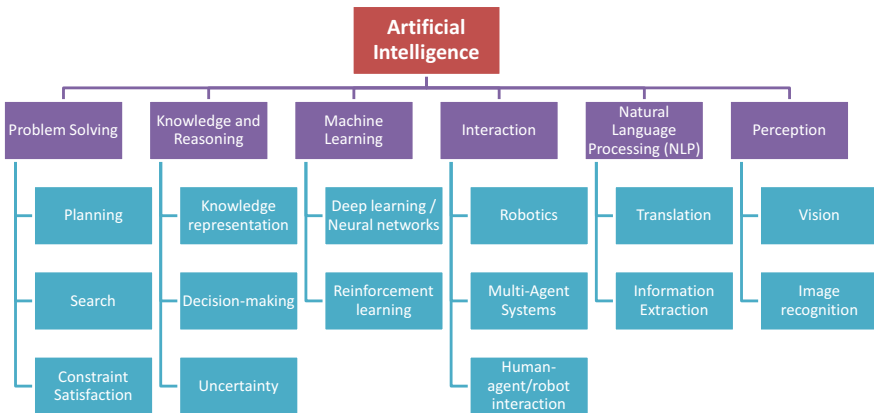 Artificial
Intelligence
Problem Solving
Knowledge and
Reasoning
Machine
Learning
Interaction
Natural
Language
Processing (NLP)
Perception
Planning
Knowledge
representation
Deep learning /
Neural networks
Robotics
Translation
Vision
Search
Decision-making
Reinforcement
learning
Multi-Agent
Systems
Information
Extraction
Image
recognition
Constraint
Satisfaction
Uncertainty
Human-
agent/robot
interaction